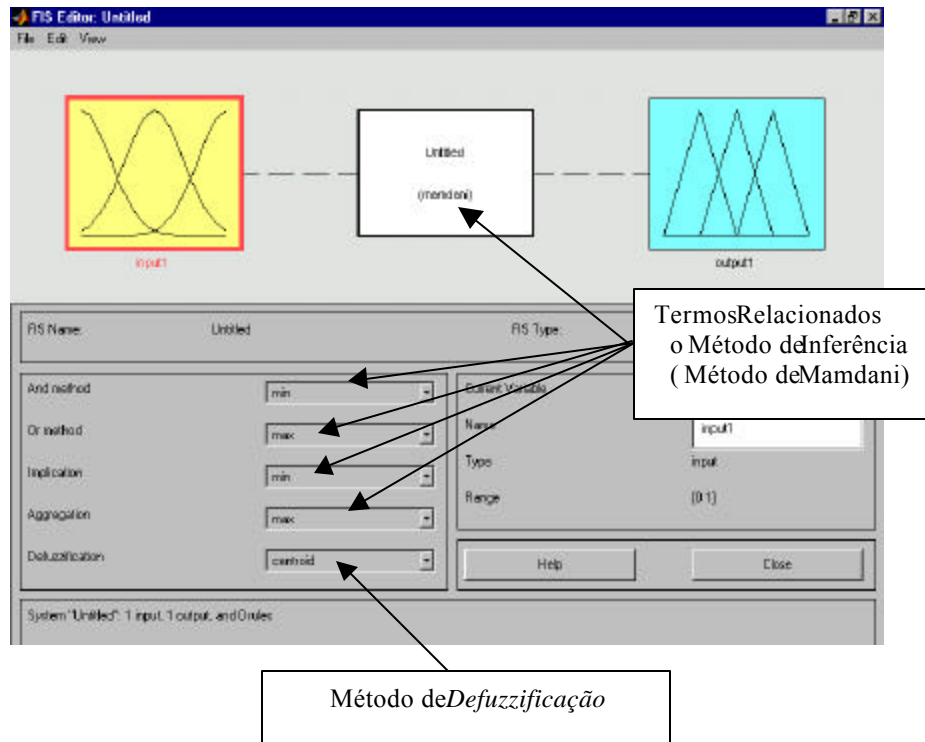 FIS Editor: Untitled
File Edit View
Untitled
(mamdani)
input1
output1
FIS Name: Untitled FIS Type:
TermosRelacionados
o Método deInferência
( Método deMamdani)
And method min
Or method max
Implication min
Aggregation max
Defuzzification centroid
Current Variable
Name input1
Type input
Range [0 1]
Help Close
System "Untitled": 1 input, 1 output, and 0 rules
Método deDefuzzificação